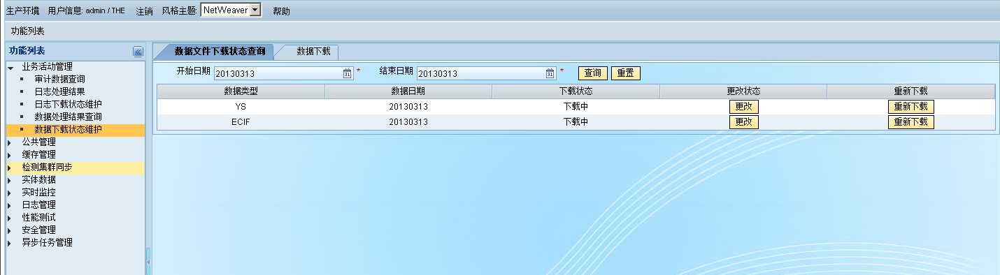 生产环境 用户信息: admin / THE 注销 风格主题: NetWeaver 帮助
功能列表
功能列表
业务活动管理
审计数据查询
日志处理结果
日志下载状态维护
数据处理结果查询
数据下载状态维护
公共管理
缓存管理
检测集群同步
实体数据
实时监控
日志管理
性能测试
安全管理
异步任务管理
数据文件下载状态查询 数据下载
开始日期 20130313 * 结束日期 20130313 * 查询 重置
数据类型 数据日期 下载状态 更改状态 重新下载
YS 20130313 下载中 更改 重新下载
ECIF 20130313 下载中 更改 重新下载